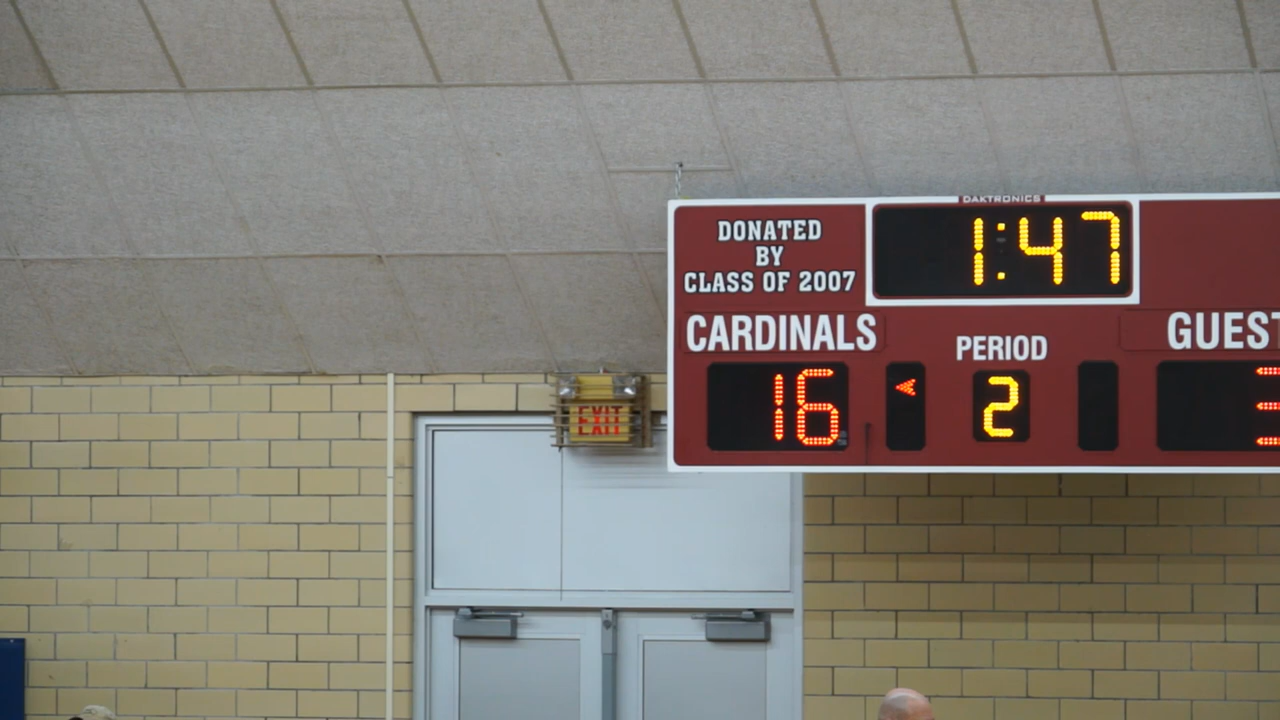 DAKTRONICS
DONATED
BY
CLASS OF 2007
1:47
CARDINALS
PERIOD
GUEST
16
2
EXIT